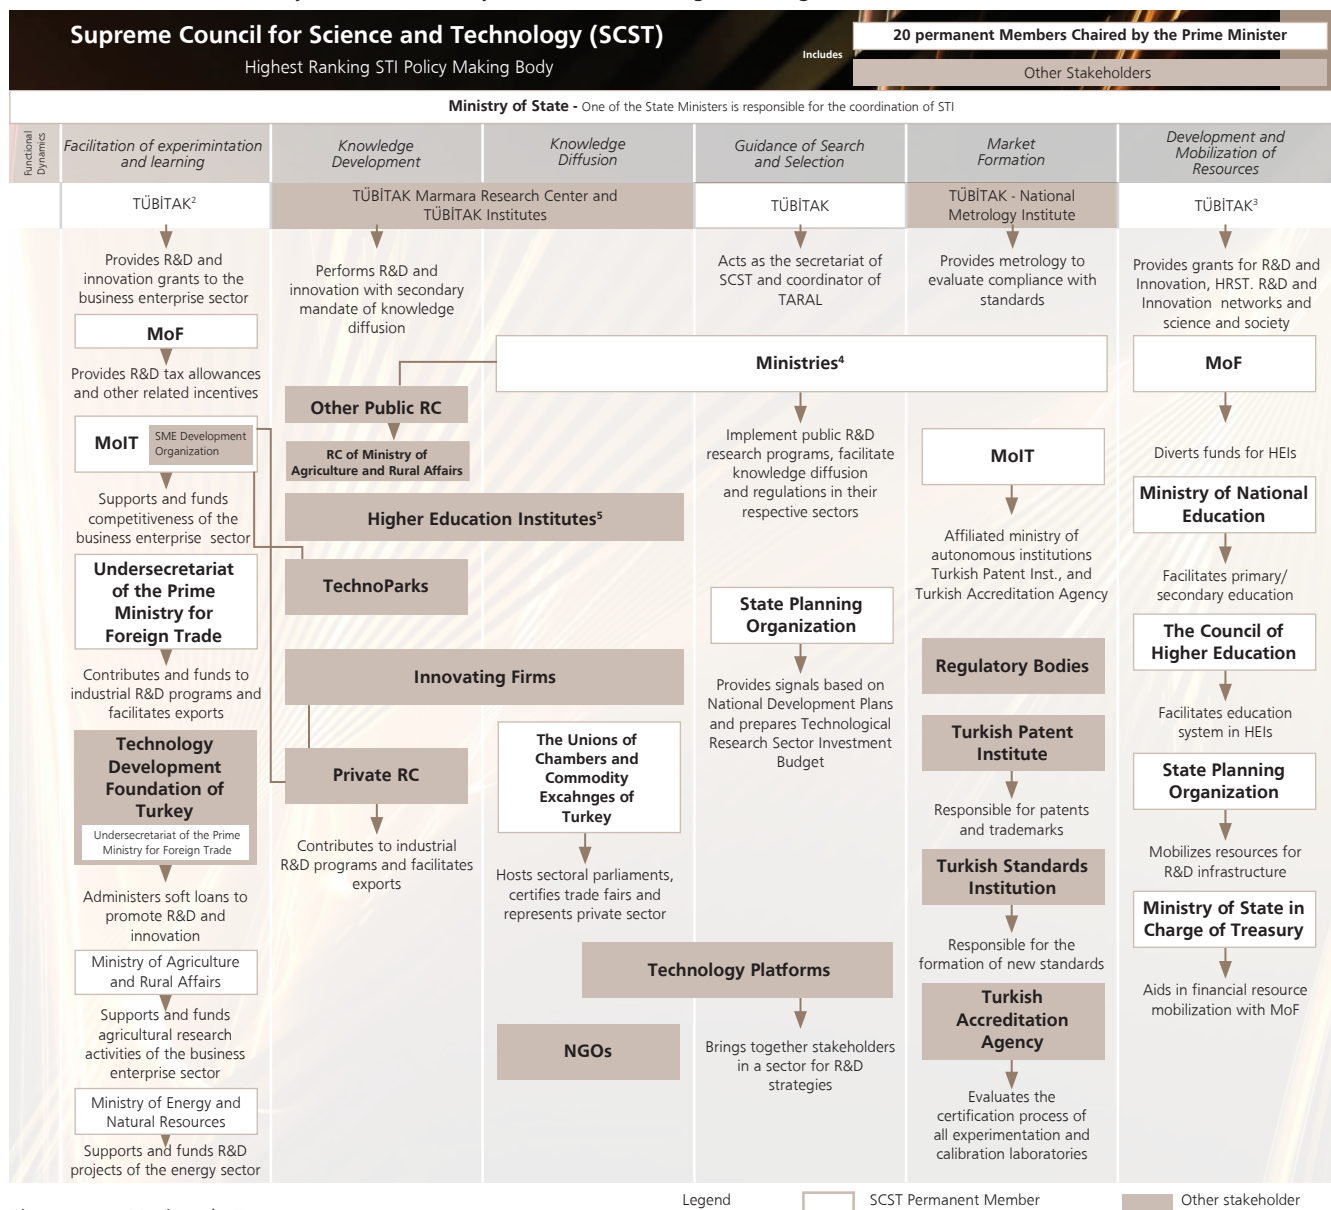 Supreme Council for Science and Technology (SCST)
Highest Ranking STI Policy Making Body
Includes
20 permanent Members Chaired by the Prime Minister
Other Stakeholders
Ministry of State - One of the State Ministers is responsible for the coordination of STI
Functional
Dynamics
Facilitation of experimintation
and learning
Knowledge
Development
Knowledge
Diffusion
Guidance of Search
and Selection
Market
Formation
Development and
Mobilization of
Resources
TÜBİTAK²
TÜBİTAK Marmara Research Center and
TÜBİTAK Institutes
TÜBİTAK
TÜBİTAK - National
Metrology Institute
TÜBİTAK³
Provides R&D and
innovation grants to the
business enterprise sector
MoF
Provides R&D tax allowances
and other related incentives
MoIT
SME Development
Organization
Supports and funds
competitiveness of the
business enterprise sector
Undersecretariat
of the Prime
Ministry for
Foreign Trade
Contributes and funds to
industrial R&D programs and
facilitates exports
Technology
Development
Foundation of
Turkey
Undersecretariat of the Prime
Ministry for Foreign Trade
Administers soft loans to
promote R&D and
innovation
Ministry of Agriculture
and Rural Affairs
Supports and funds
agricultural research
activities of the business
enterprise sector
Ministry of Energy and
Natural Resources
Supports and funds R&D
projects of the energy sector
Performs R&D and
innovation with secondary
mandate of knowledge
diffusion
Other Public RC
RC of Ministry of
Agriculture and Rural Affairs
Higher Education Institutes⁵
TechnoParks
Innovating Firms
Private RC
Contributes to industrial
R&D programs and facilitates
exports
The Unions of
Chambers and
Commodity
Excahnges of
Turkey
Hosts sectoral parliaments,
certifies trade fairs and
represents private sector
Technology Platforms
NGOs
Acts as the secretariat of
SCST and coordinator of
TARAL
Ministries⁴
Implement public R&D
research programs, facilitate
knowledge diffusion
and regulations in their
respective sectors
State Planning
Organization
Provides signals based on
National Development Plans
and prepares Technological
Research Sector Investment
Budget
Brings together stakeholders
in a sector for R&D
strategies
Provides metrology to
evaluate compliance with
standards
MoIT
Affiliated ministry of
autonomous institutions
Turkish Patent Inst., and
Turkish Accreditation Agency
Regulatory Bodies
Turkish Patent
Institute
Responsible for patents
and trademarks
Turkish Standards
Institution
Responsible for the
formation of new standards
Turkish
Accreditation
Agency
Evaluates the
certification process of
all experimentation and
calibration laboratories
Provides grants for R&D and
Innovation, HRST. R&D and
Innovation networks and
science and society
MoF
Diverts funds for HEIs
Ministry of National
Education
Facilitates primary/
secondary education
The Council of
Higher Education
Facilitates education
system in HEIs
State Planning
Organization
Mobilizes resources for
R&D infrastructure
Ministry of State in
Charge of Treasury
Aids in financial resource
mobilization with MoF
Legend
SCST Permanent Member
Other stakeholder